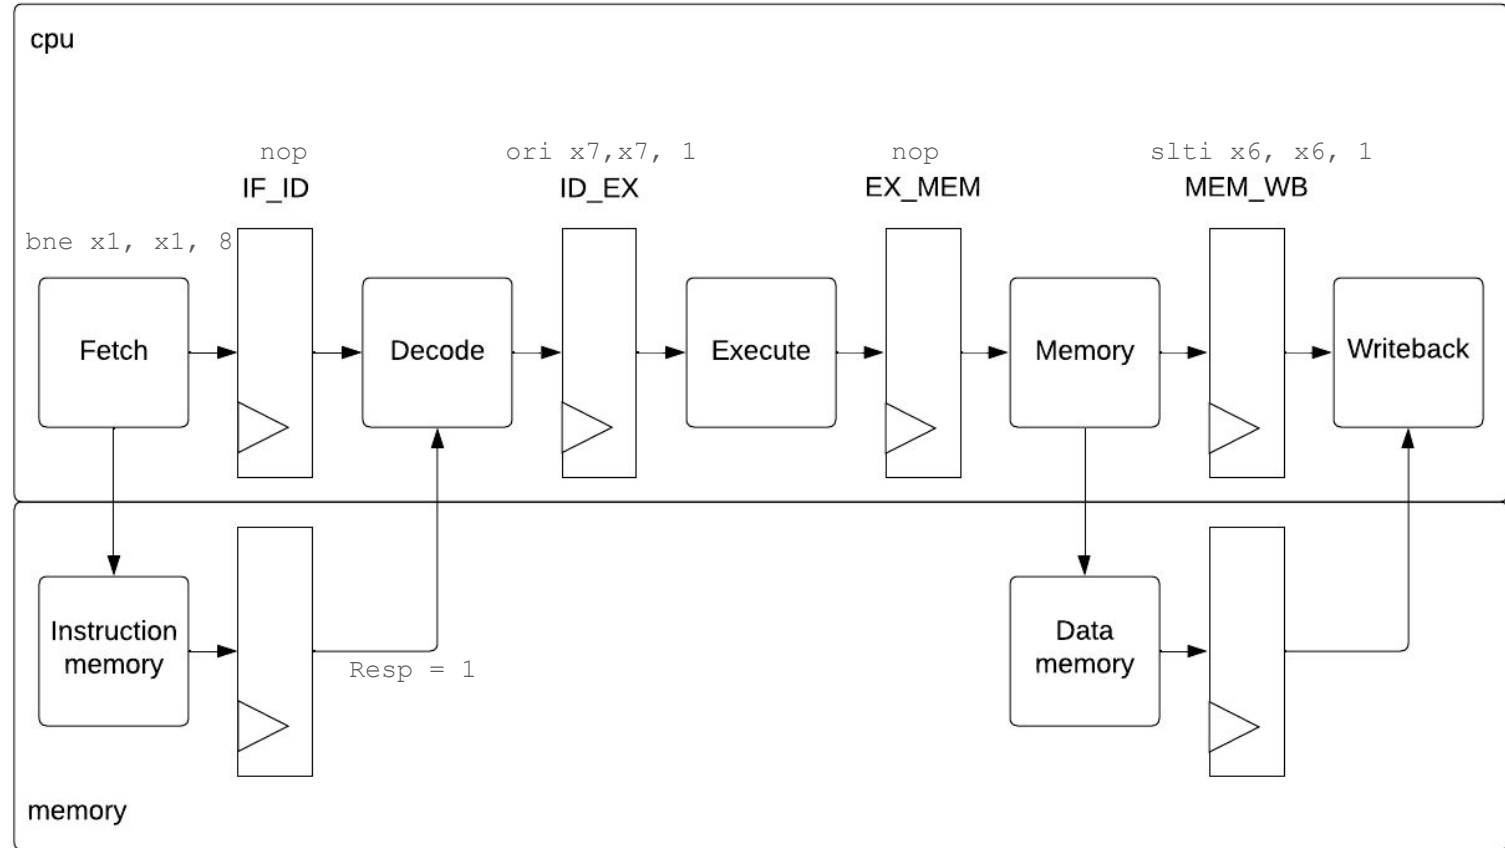 cpu
nop
ori x7,x7, 1
nop
slti x6, x6, 1
IF_ID
ID_EX
EX_MEM
MEM_WB
bne x1, x1, 8
Fetch
Decode
Execute
Memory
Writeback
Instruction
memory
Resp = 1
Data
memory
memory